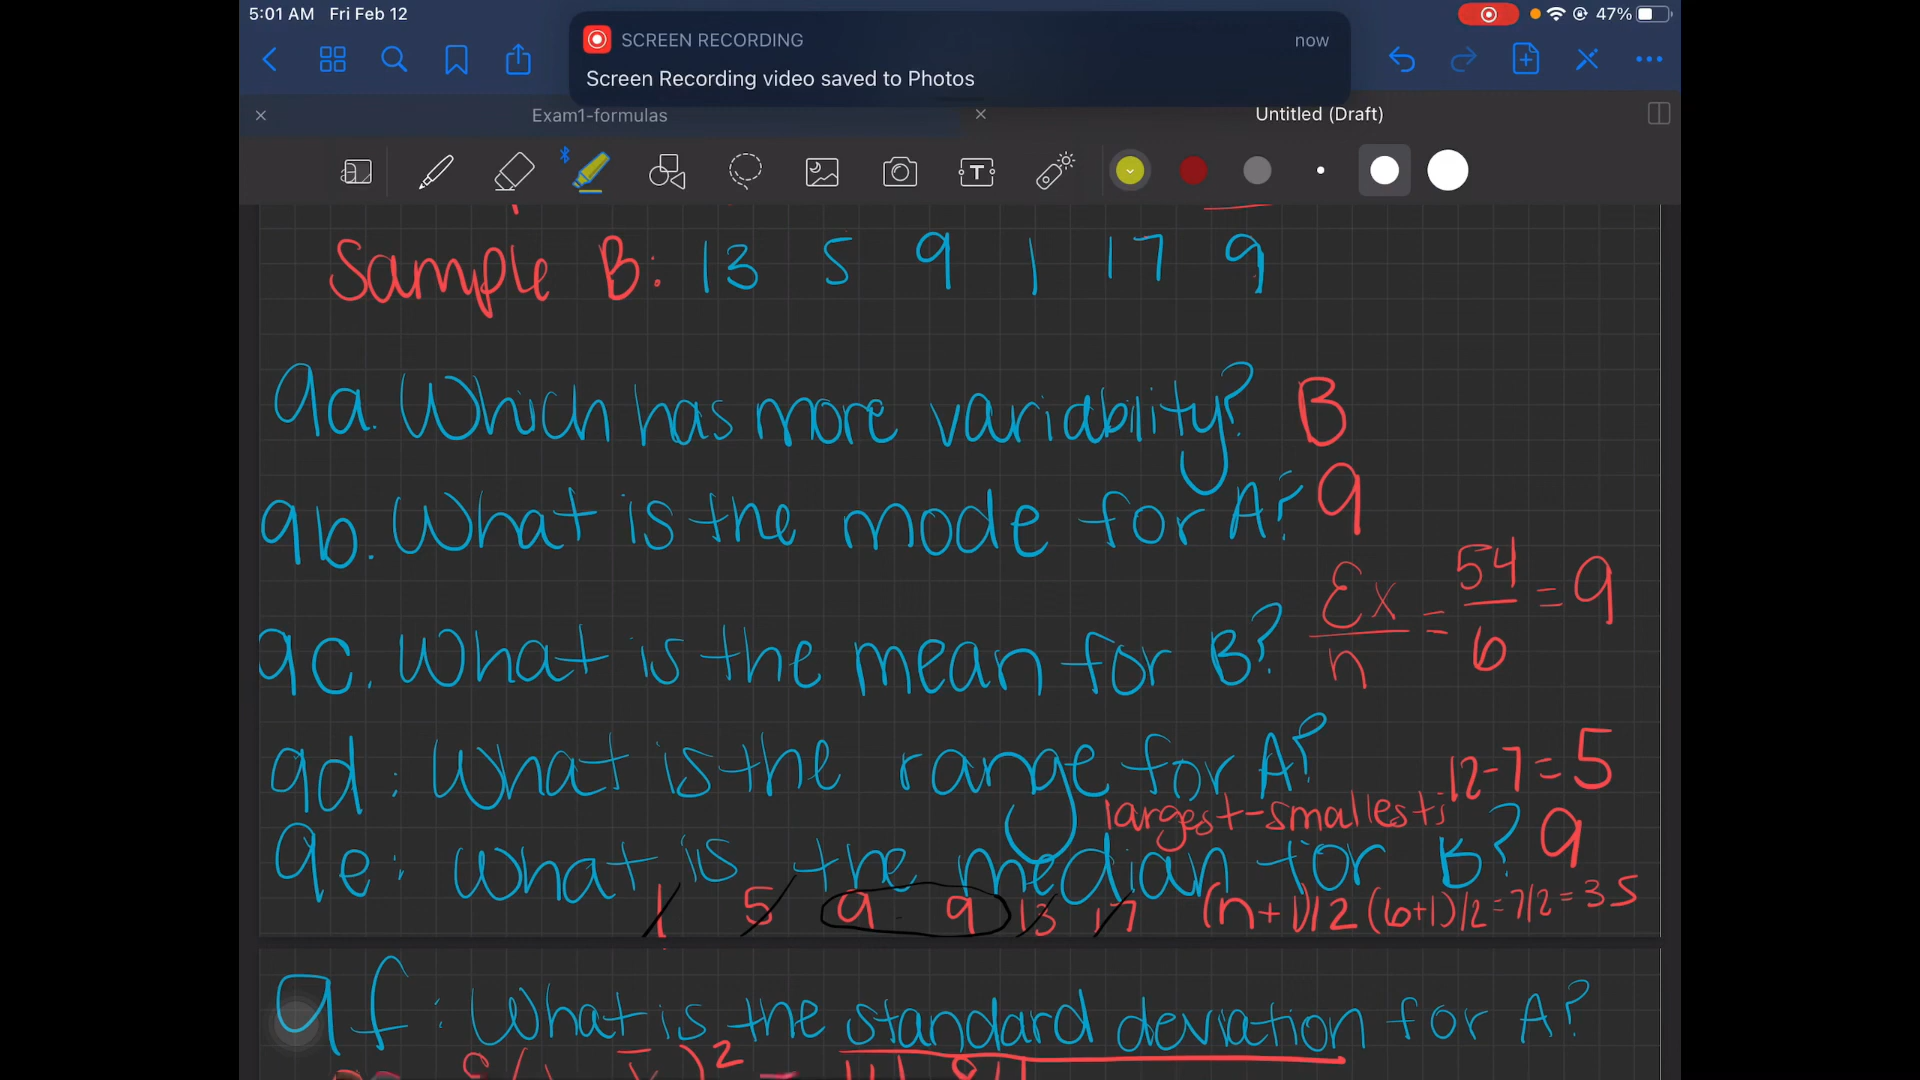 5:01 AM Fri Feb 12
47%
SCREEN RECORDING now
Screen Recording video saved to Photos
Exam1-formulas
Untitled (Draft)
T
Sample B: 13 5 9 1 17 9
9a. Which has more variability? B
9b. What is the mode for A? 9
9c. What is the mean for B? Σx/n = 54/6 = 9
9d: What is the range for A? 12-7=5
largest-smallest
9e: What is the median for B? 9
1 5 9 9 13 17 (n+1)/2 (6+1)/2=7/2=3.5
9f: What is the standard deviation for A?